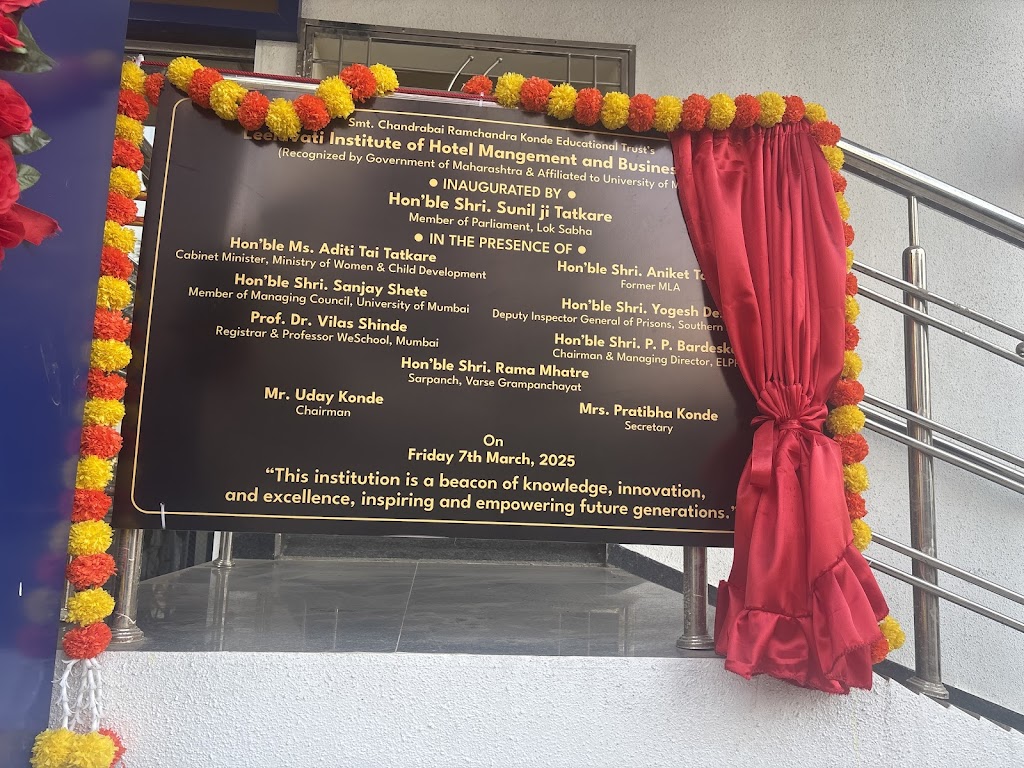 Smt. Chandrabai Ramchandra Konde Educational Trust's
Institute of Hotel Mangement and
(Recognized by Government of Maharashtra & Affiliated to University of
• INAUGURATED BY •
Hon'ble Shri. Sunil ji Tatkare
Member of Parliament, Lok Sabha
• IN THE PRESENCE OF •
Hon'ble Ms. Aditi Tai Tatkare
Cabinet Minister, Ministry of Women & Child Development
Hon'ble Shri. Aniket
Former MLA
Hon'ble Shri. Sanjay Shete
Member of Managing Council, University of Mumbai
Hon'ble Shri. Yogesh
Deputy Inspector General of Prisons, Southern
Prof. Dr. Vilas Shinde
Registrar & Professor WeSchool, Mumbai
Hon'ble Shri. P. P.
Chairman & Managing Director,
Hon'ble Shri. Rama Mhatre
Sarpanch, Varse Grampanchayat
Mr. Uday Konde
Chairman
Mrs. Pratibha Konde
Secretary
On
Friday 7th March, 2025
“This institution is a beacon of knowledge, innovation,
and excellence, inspiring and empowering future generations.”